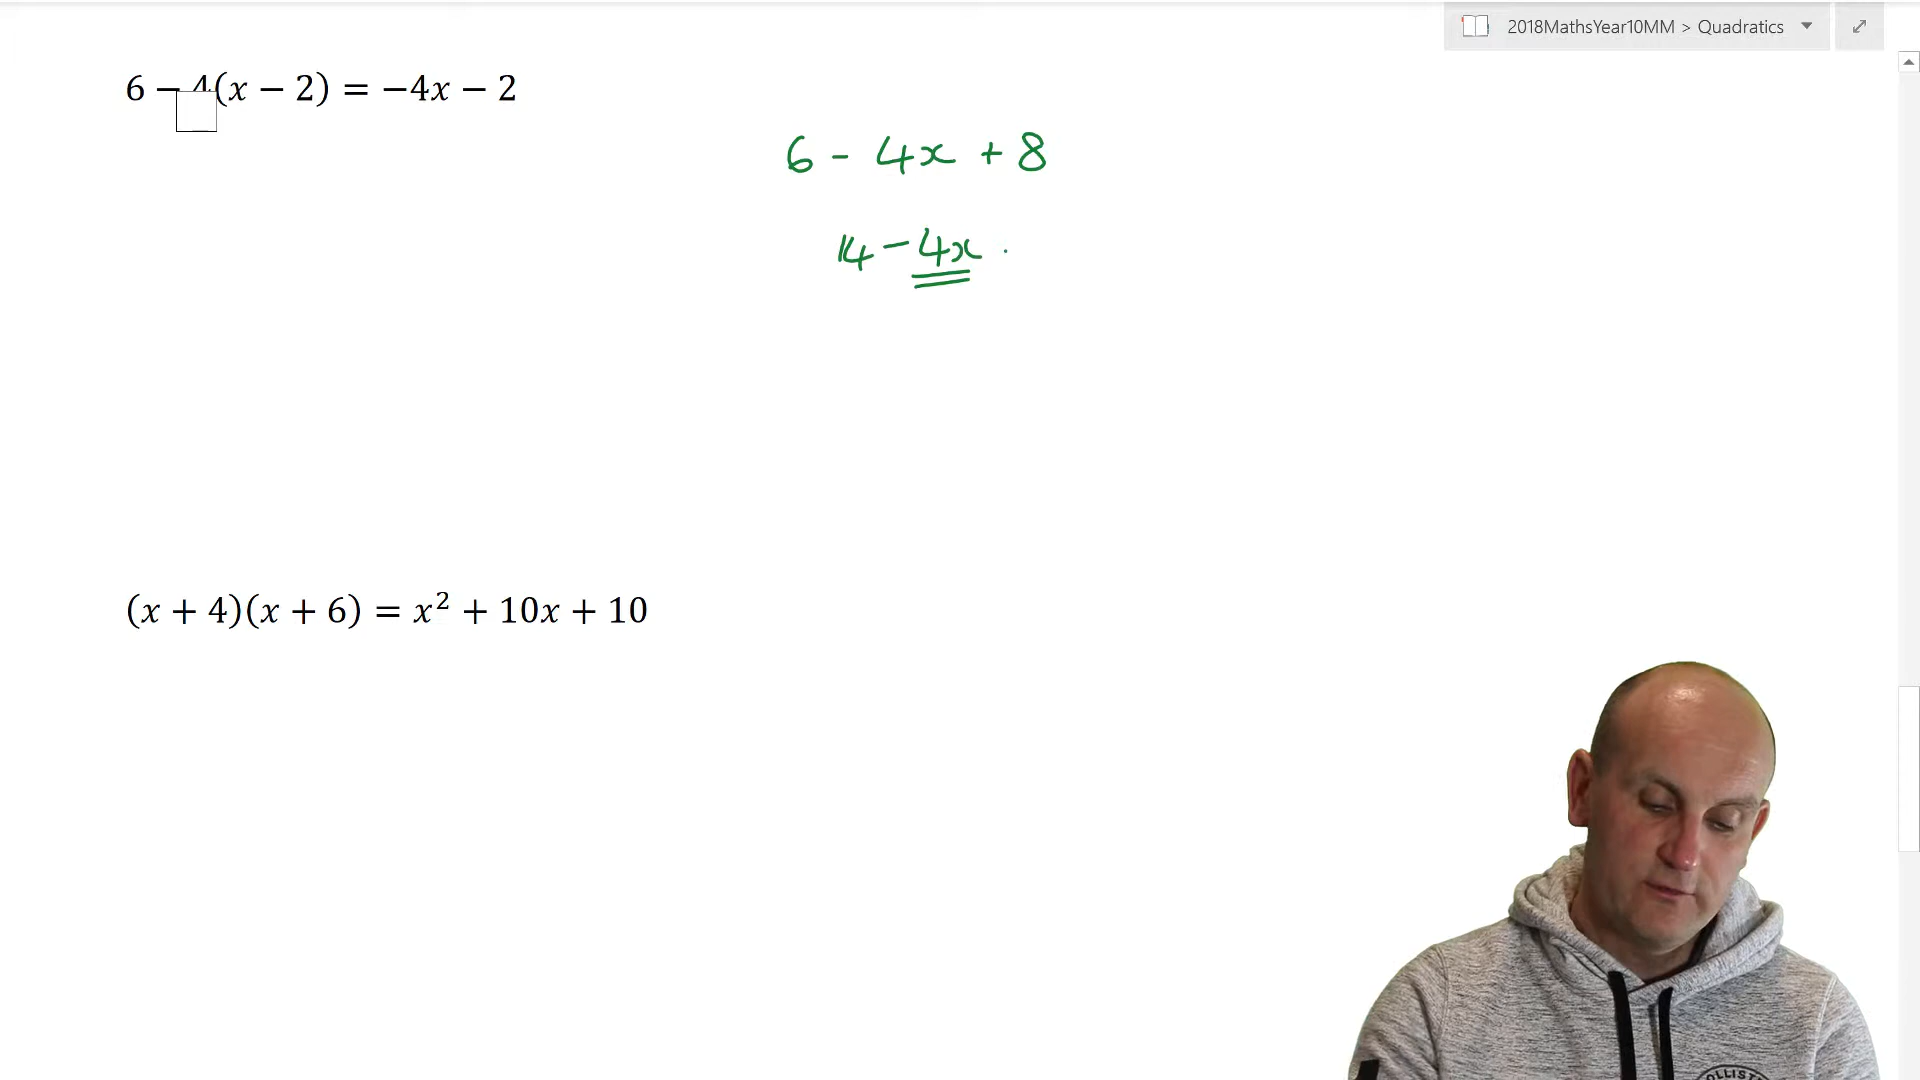 2018MathsYear10MM > Quadratics
6 − 4(x − 2) = −4x − 2
6 - 4x + 8
14 - 4x
(x + 4)(x + 6) = x² + 10x + 10